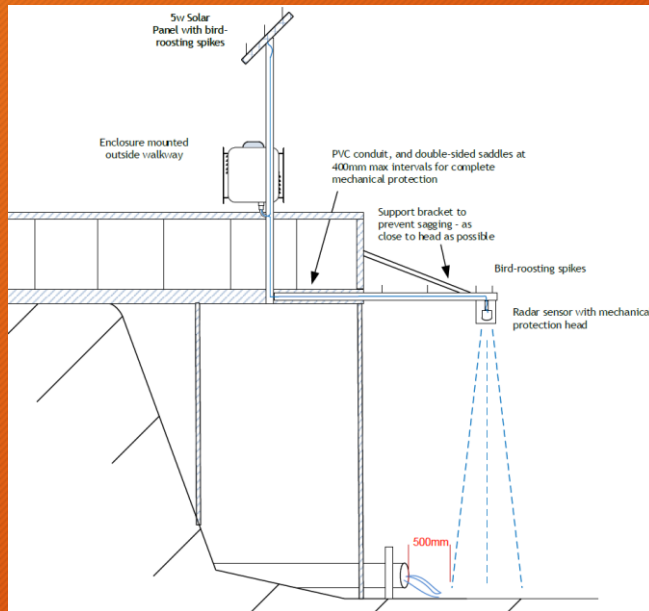 5w Solar
Panel with bird-
roosting spikes
Enclosure mounted
outside walkway
PVC conduit, and double-sided saddles at
400mm max intervals for complete
mechanical protection
Support bracket to
prevent sagging - as
close to head as possible
Bird-roosting spikes
Radar sensor with mechanical
protection head
500mm